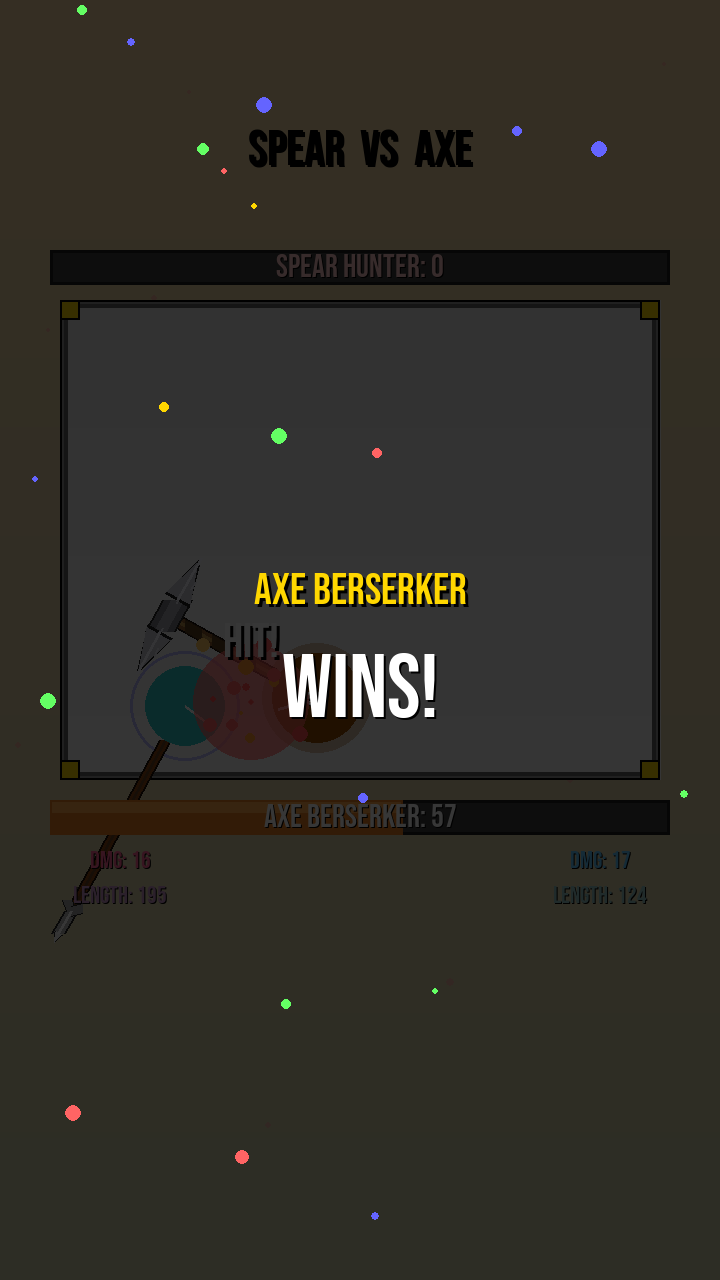 SPEAR VS AXE
SPEAR HUNTER: 0
AXE BERSERKER
HIT!
WINS!
AXE BERSERKER: 57
DMG: 16
DMG: 17
LENGTH: 195
LENGTH: 124